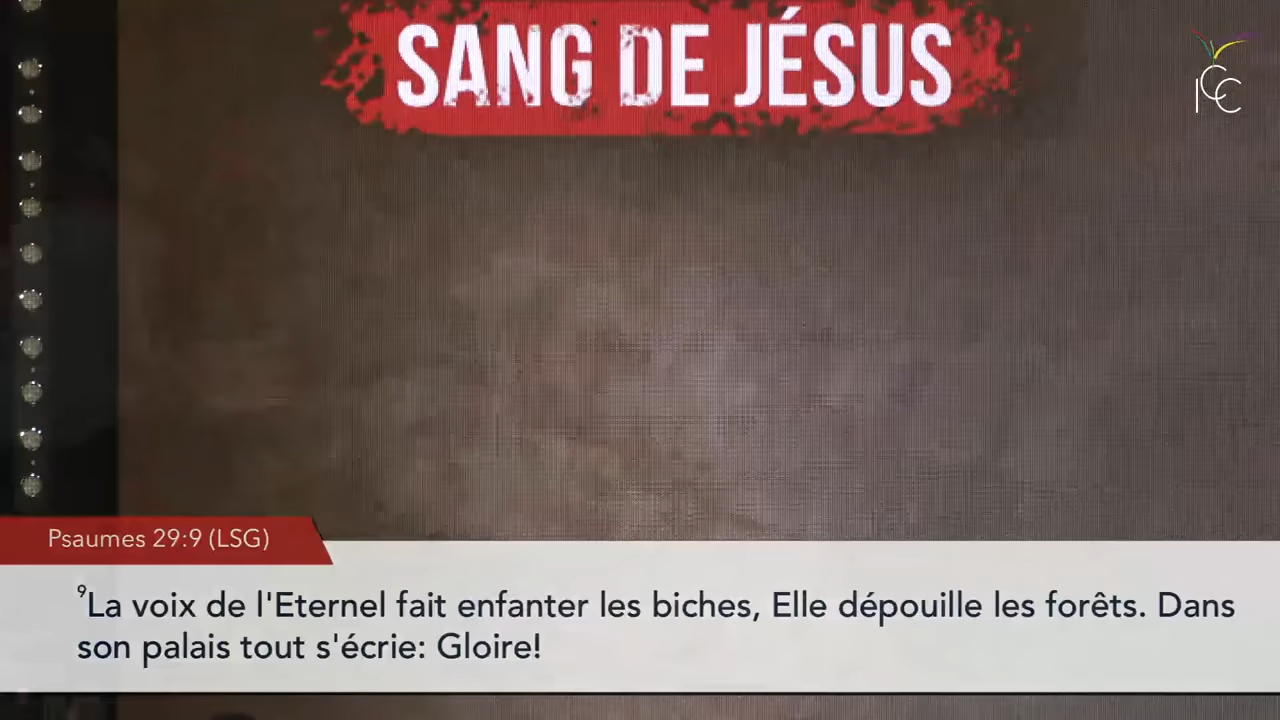 SANG DE JÉSUS
ICC
Psaumes 29:9 (LSG)
⁹La voix de l'Eternel fait enfanter les biches, Elle dépouille les forêts. Dans
son palais tout s'écrie: Gloire!